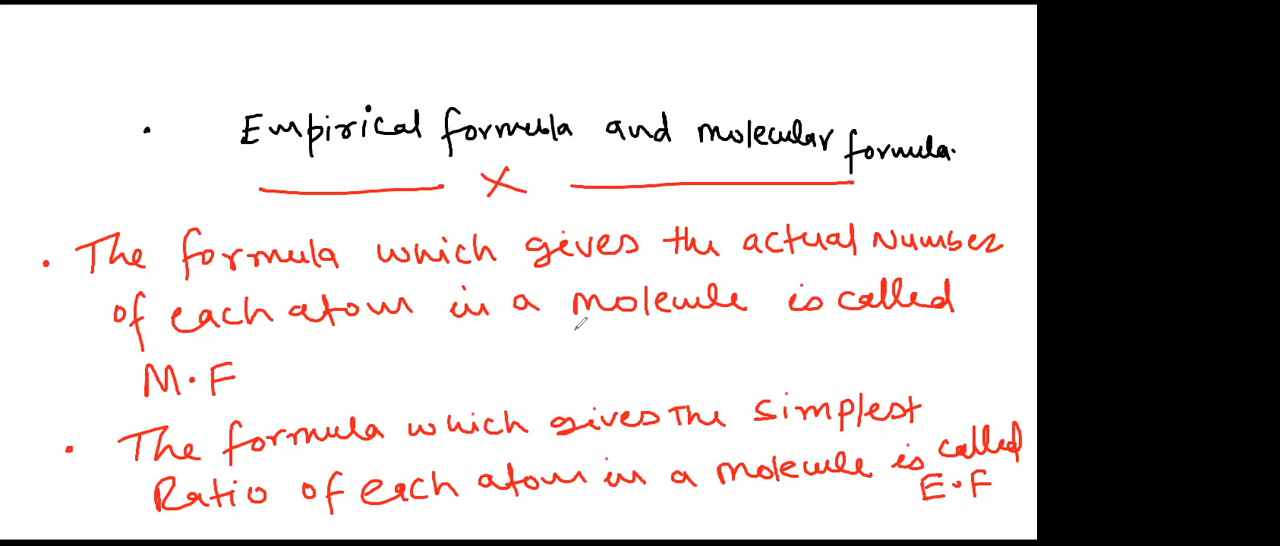 Empirical formula and molecular formula.
The formula which gives the actual Number
of each atom in a molecule is called
M.F
The formula which gives The simplest
Ratio of each atom in a molecule is called
E.F